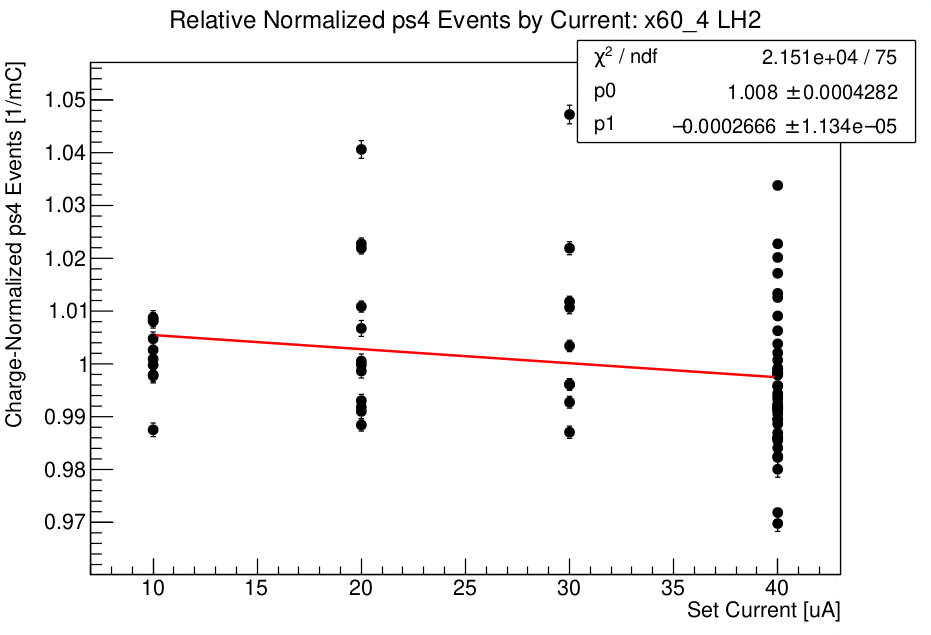 Relative Normalized ps4 Events by Current: x60_4 LH2
χ² / ndf 2.151e+04 / 75
p0 1.008 ±0.0004282
p1 −0.0002666 ±1.134e−05
Charge-Normalized ps4 Events [1/mC]
1.05
1.04
1.03
1.02
1.01
1
0.99
0.98
0.97
10 15 20 25 30 35 40
Set Current [uA]